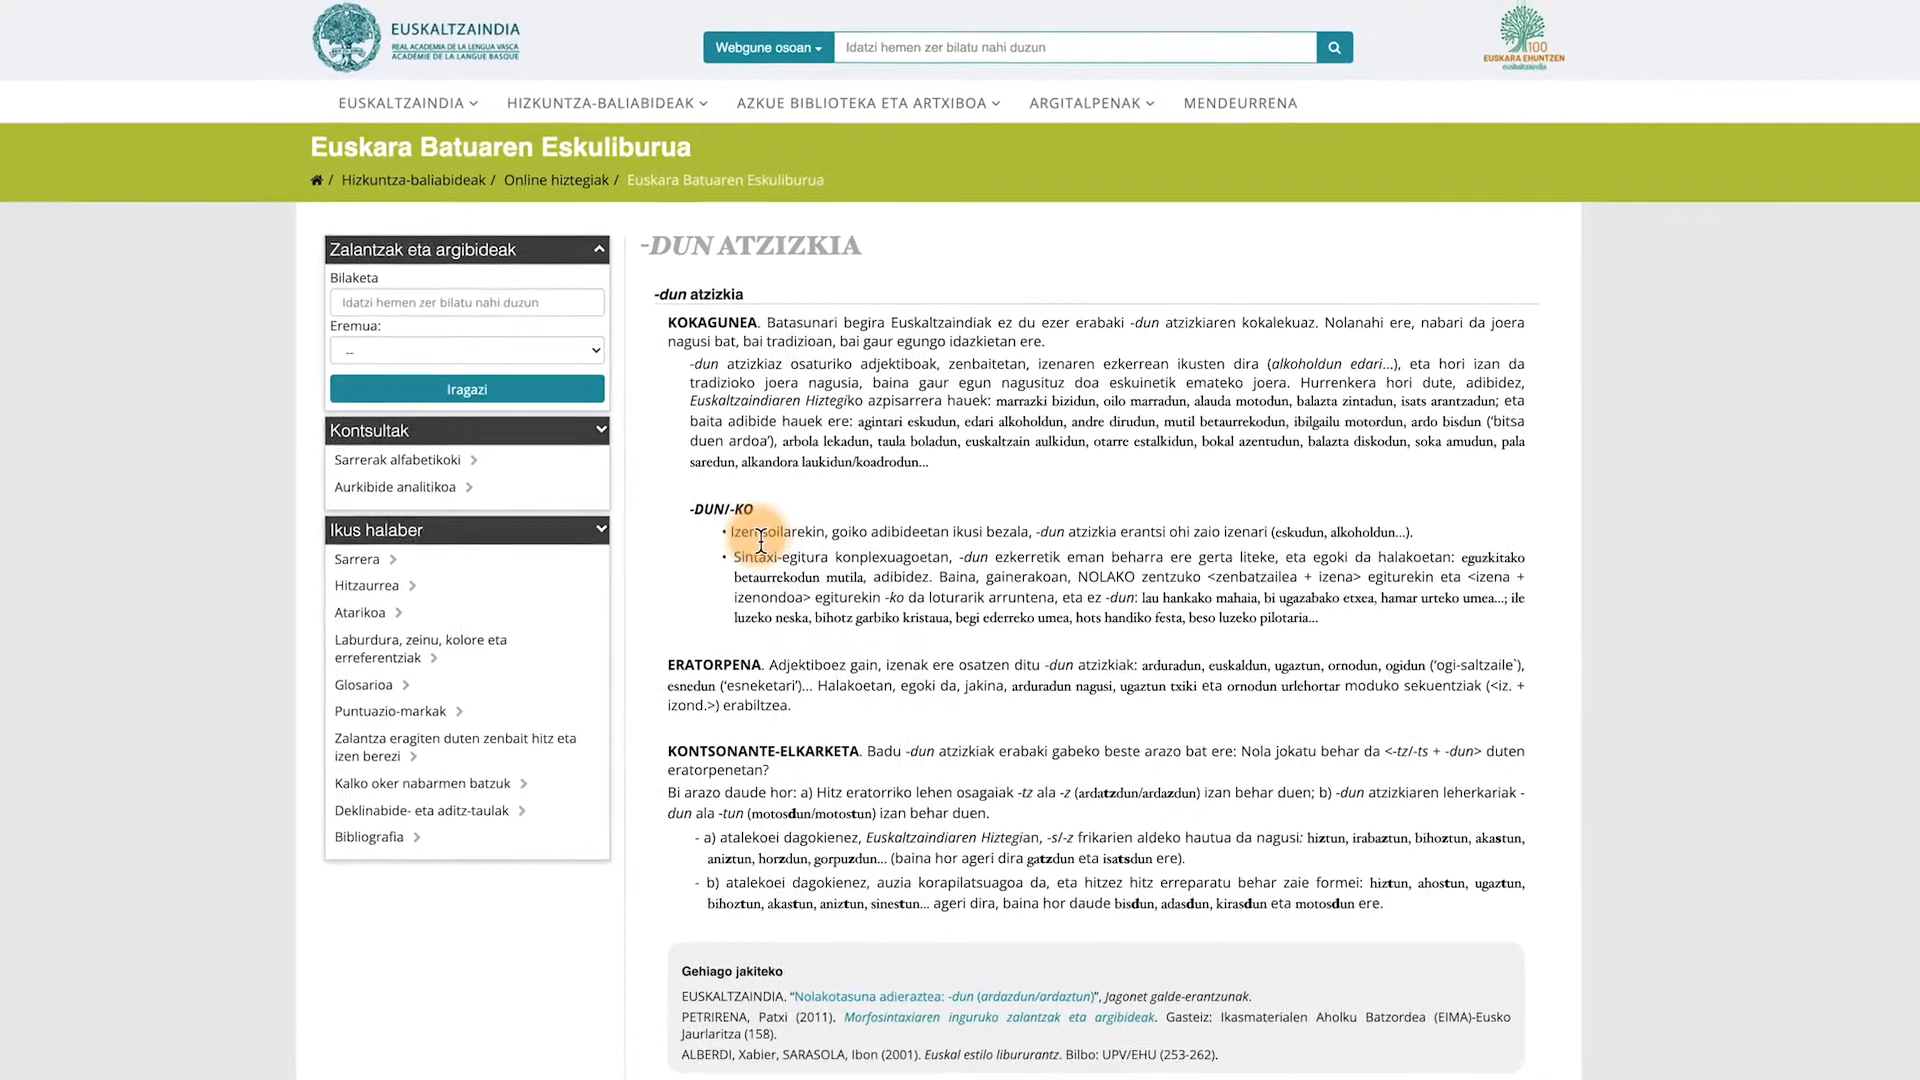 EUSKALTZAINDIA
REAL ACADEMIA DE LA LENGUA VASCA
ACADÉMIE DE LA LANGUE BASQUE
Webgune osoan
Idatzi hemen zer bilatu nahi duzun
100
EUSKARA EHUNTZEN
euskaltzaindia
EUSKALTZAINDIA
HIZKUNTZA-BALIABIDEAK
AZKUE BIBLIOTEKA ETA ARTXIBOA
ARGITALPENAK
MENDEURRENA
Euskara Batuaren Eskuliburua
/ Hizkuntza-baliabideak / Online hiztegiak / Euskara Batuaren Eskuliburua
Zalantzak eta argibideak
Bilaketa
Idatzi hemen zer bilatu nahi duzun
Eremua:
--
Iragazi
Kontsultak
Sarrerak alfabetikoki
Aurkibide analitikoa
Ikus halaber
Sarrera
Hitzaurrea
Atarikoa
Laburdura, zeinu, kolore eta
erreferentziak
Glosarioa
Puntuazio-markak
Zalantza eragiten duten zenbait hitz eta
izen berezi
Kalko oker nabarmen batzuk
Deklinabide- eta aditz-taulak
Bibliografia
-DUN ATZIZKIA
-dun atzizkia
KOKAGUNEA. Batasunari begira Euskaltzaindiak ez du ezer erabaki -dun atzizkiaren kokalekuaz. Nolanahi ere, nabari da joera
nagusi bat, bai tradizioan, bai gaur egungo idazkietan ere.
-dun atzizkiaz osaturiko adjektiboak, zenbaitetan, izenaren ezkerrean ikusten dira (alkoholdun edari...), eta hori izan da
tradizioko joera nagusia, baina gaur egun nagusituz doa eskuinetik emateko joera. Hurrenkera hori dute, adibidez,
Euskaltzaindiaren Hiztegiko azpisarrera hauek: marrazki bizidun, oilo marradun, alauda motodun, balazta zintadun, isats arantzadun; eta
baita adibide hauek ere: agintari eskudun, edari alkoholdun, andre dirudun, mutil betaurrekodun, ibilgailu motordun, ardo bisdun ('bitsa
duen ardoa'), arbola lekadun, taula boladun, euskaltzain aulkidun, otarre estalkidun, bokal azentudun, balazta diskodun, soka amudun, pala
saredun, alkandora laukidun/koadrodun...
-DUN/-KO
• Izen soilarekin, goiko adibideetan ikusi bezala, -dun atzizkia erantsi ohi zaio izenari (eskudun, alkoholdun...).
• Sintaxi-egitura konplexuagoetan, -dun ezkerretik eman beharra ere gerta liteke, eta egoki da halakoetan: eguzkitako
betaurrekodun mutila, adibidez. Baina, gainerakoan, NOLAKO zentzuko <zenbatzailea + izena> egiturekin eta <izena +
izenondoa> egiturekin -ko da loturarik arruntena, eta ez -dun: lau hankako mahaia, bi ugazabako etxea, hamar urteko umea...; ile
luzeko neska, bihotz garbiko kristaua, begi ederreko umea, hots handiko festa, beso luzeko pilotaria...
ERATORPENA. Adjektiboez gain, izenak ere osatzen ditu -dun atzizkiak: arduradun, euskaldun, ugaztun, ornodun, ogidun ('ogi-saltzaile`),
esnedun ('esneketari')... Halakoetan, egoki da, jakina, arduradun nagusi, ugaztun txiki eta ornodun urlehortar moduko sekuentziak (<iz. +
izond.>) erabiltzea.
KONTSONANTE-ELKARKETA. Badu -dun atzizkiak erabaki gabeko beste arazo bat ere: Nola jokatu behar da <-tz/-ts + -dun> duten
eratorpenetan?
Bi arazo daude hor: a) Hitz eratorriko lehen osagaiak -tz ala -z (ardatzdun/ardazdun) izan behar duen; b) -dun atzizkiaren leherkariak -
dun ala -tun (motosdun/motostun) izan behar duen.
- a) atalekoei dagokienez, Euskaltzaindiaren Hiztegian, -s/-z frikarien aldeko hautua da nagusi: hiztun, irabaztun, bihoztun, akastun,
aniztun, horzdun, gorpuzdun... (baina hor ageri dira gatzdun eta isatsdun ere).
- b) atalekoei dagokienez, auzia korapilatsuagoa da, eta hitzez hitz erreparatu behar zaie formei: hiztun, ahostun, ugaztun,
bihoztun, akastun, aniztun, sinestun... ageri dira, baina hor daude bisdun, adasdun, kirasdun eta motosdun ere.
Gehiago jakiteko
EUSKALTZAINDIA. “Nolakotasuna adieraztea: -dun (ardazdun/ardaztun)”, Jagonet galde-erantzunak.
PETRIRENA, Patxi (2011). Morfosintaxiaren inguruko zalantzak eta argibideak. Gasteiz: Ikasmaterialen Aholku Batzordea (EIMA)-Eusko
Jaurlaritza (158).
ALBERDI, Xabier, SARASOLA, Ibon (2001). Euskal estilo libururantz. Bilbo: UPV/EHU (253-262).